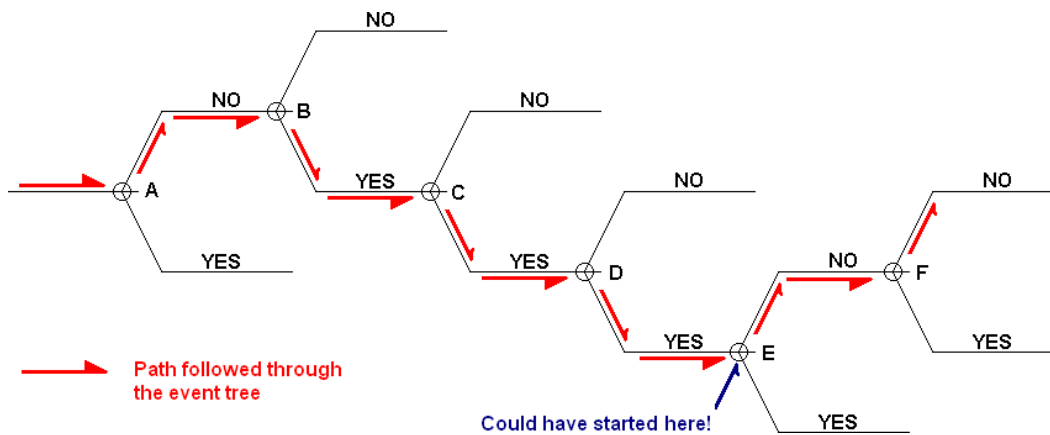 NO
NO
B
NO
A
YES
C
NO
NO
YES
YES
D
NO
F
YES
E
YES
Path followed through
the event tree
Could have started here!
YES